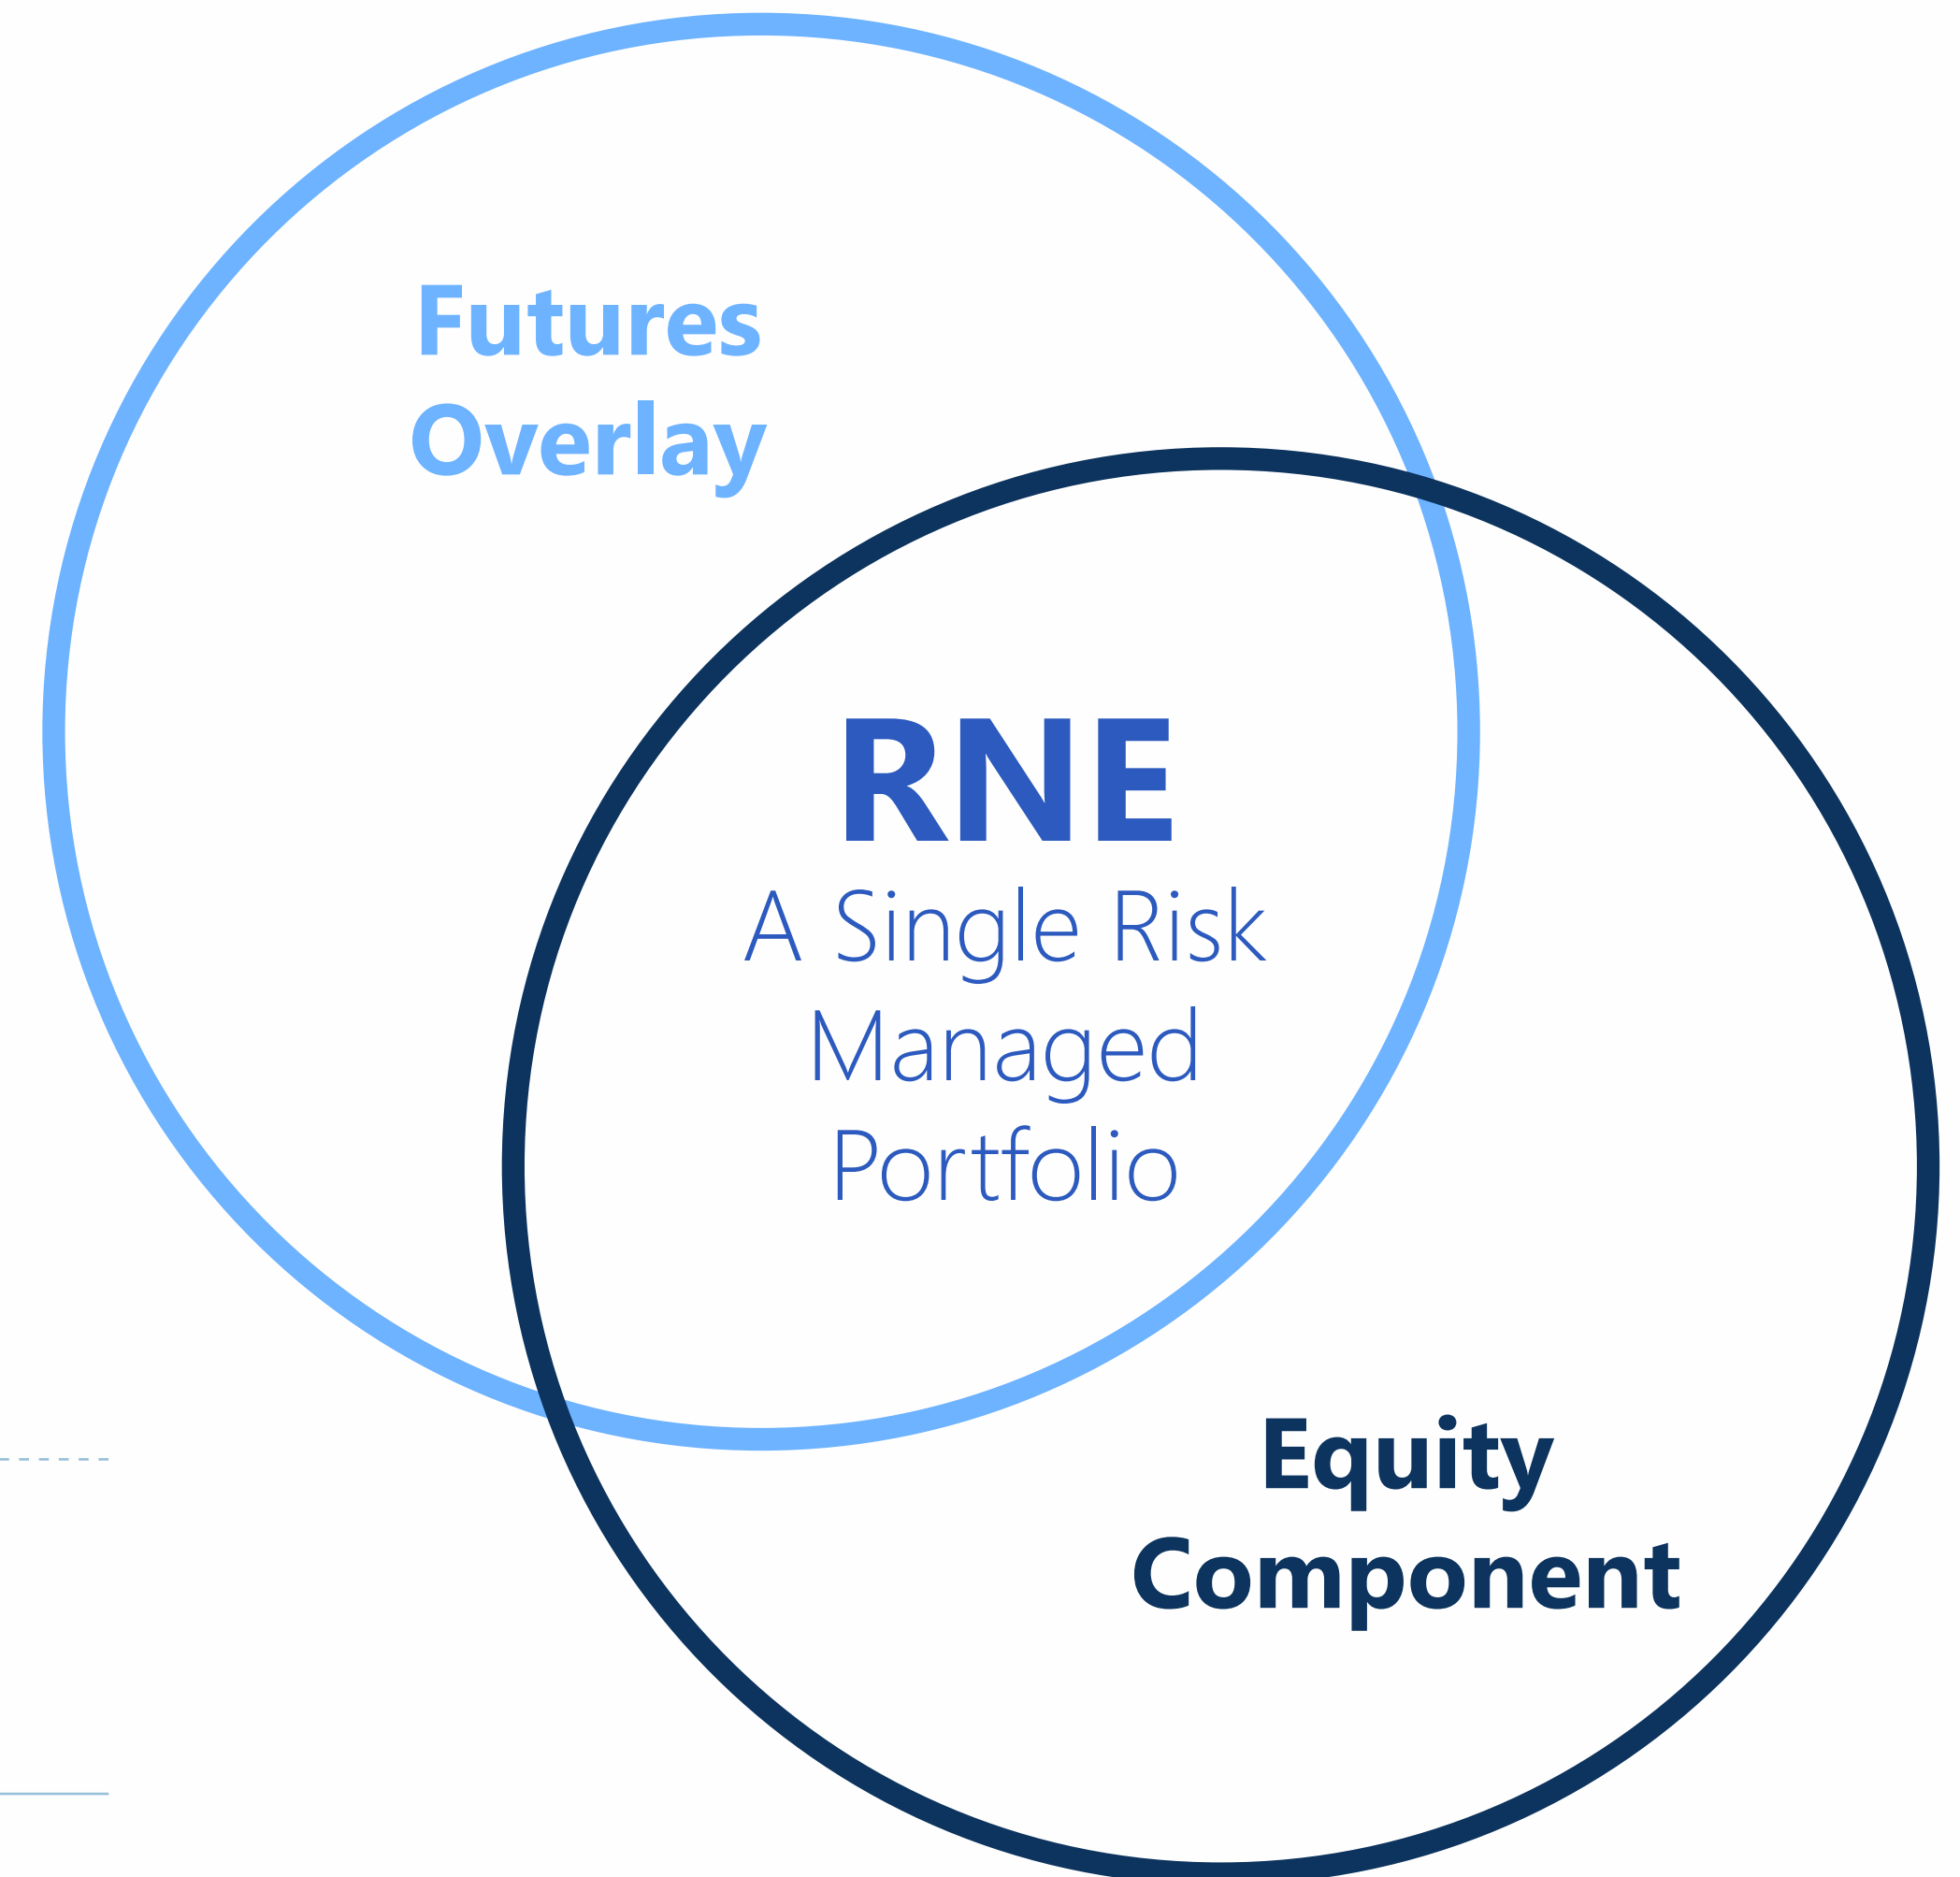 Futures
Overlay
RNE
A Single Risk
Managed
Portfolio
Equity
Component